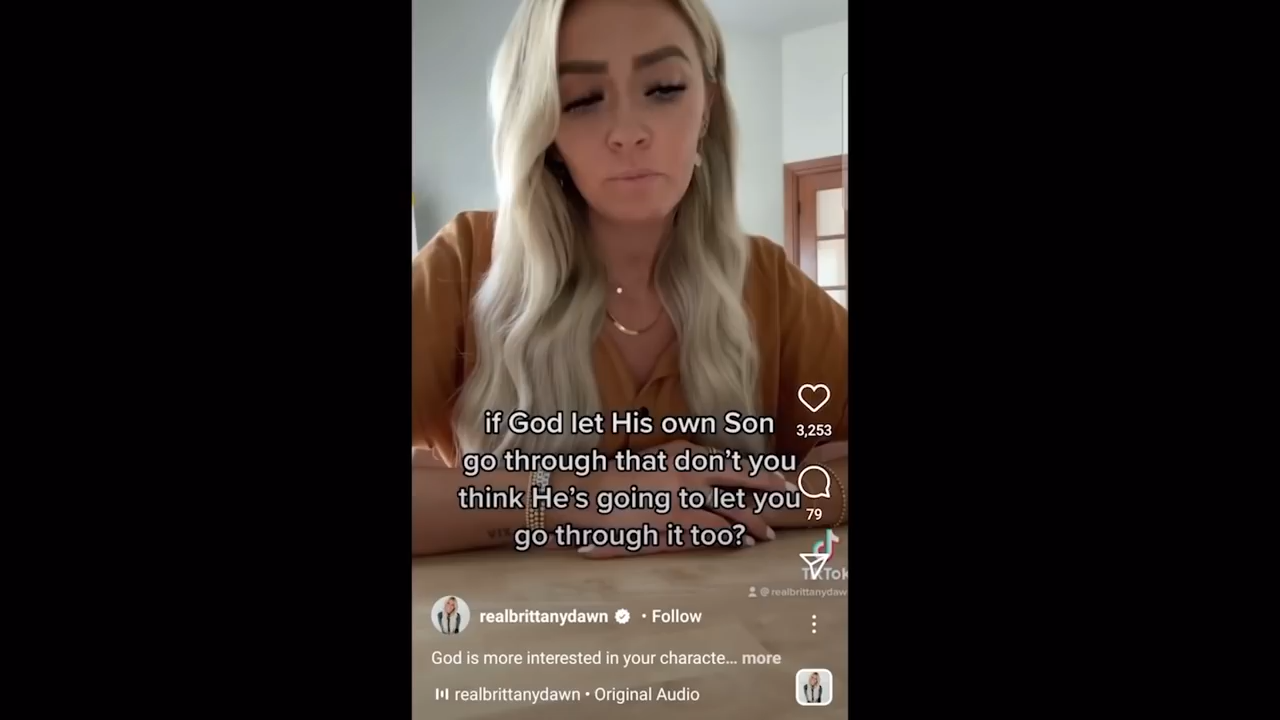 if God let His own Son
go through that don't you
think He's going to let you
go through it too?
3,253
79
TikTok
@realbrittanydaw
realbrittanydawn • Follow
God is more interested in your characte... more
realbrittanydawn • Original Audio